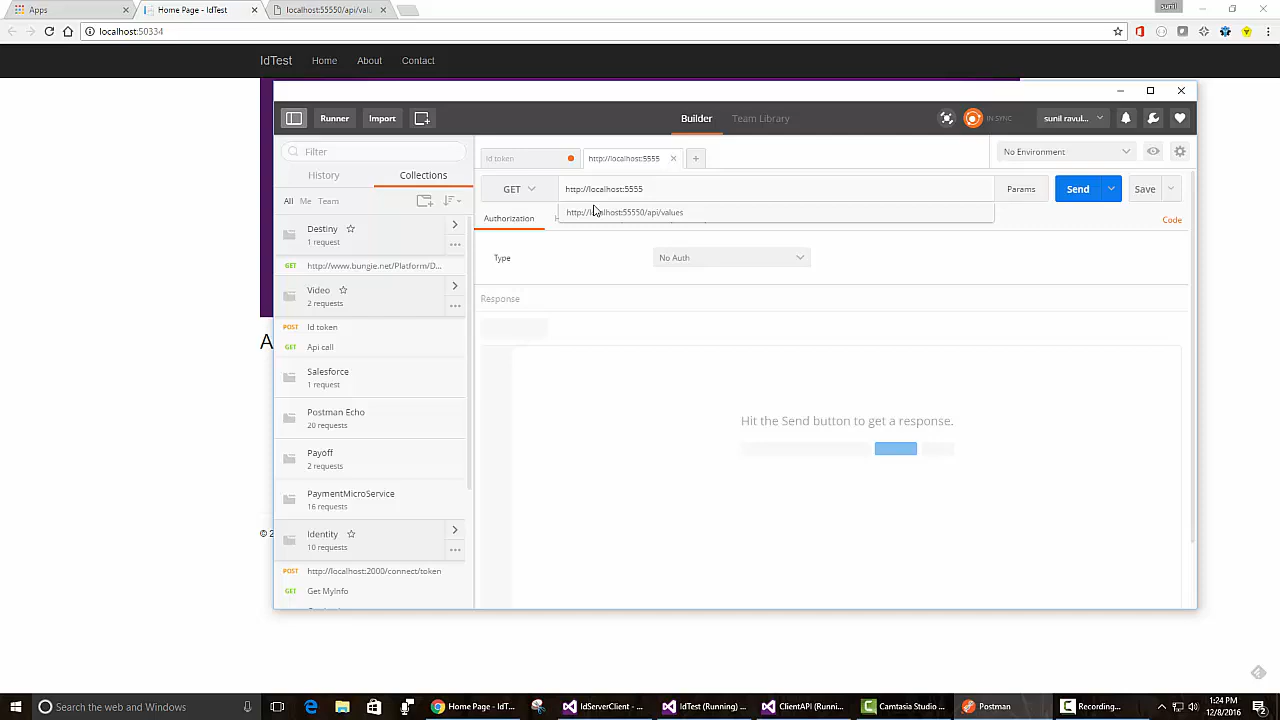 sunil
Apps
Home Page - IdTest
localhost:55550/api/valu
localhost:50334
IdTest
Home
About
Contact
Runner
Import
Builder
Team Library
IN SYNC
sunil ravul...
Filter
Id token
http://localhost:5555
No Environment
History
Collections
GET
http://localhost:5555
Params
Send
Save
All
Me
Team
http://localhost:55550/api/values
Authorization
Code
Destiny
1 request
Type
No Auth
GET
http://www.bungie.net/Platform/D...
Video
2 requests
Response
POST
Id token
GET
Api call
Salesforce
1 request
Postman Echo
20 requests
Hit the Send button to get a response.
Payoff
2 requests
PaymentMicroService
16 requests
Identity
10 requests
POST
http://localhost:2000/connect/token
GET
Get MyInfo
A
© 2
Search the web and Windows
Home Page - IdT...
IdServerClient - ...
IdTest (Running) ...
ClientAPI (Runni...
Camtasia Studio ...
Postman
Recording...
1:24 PM
12/8/2016